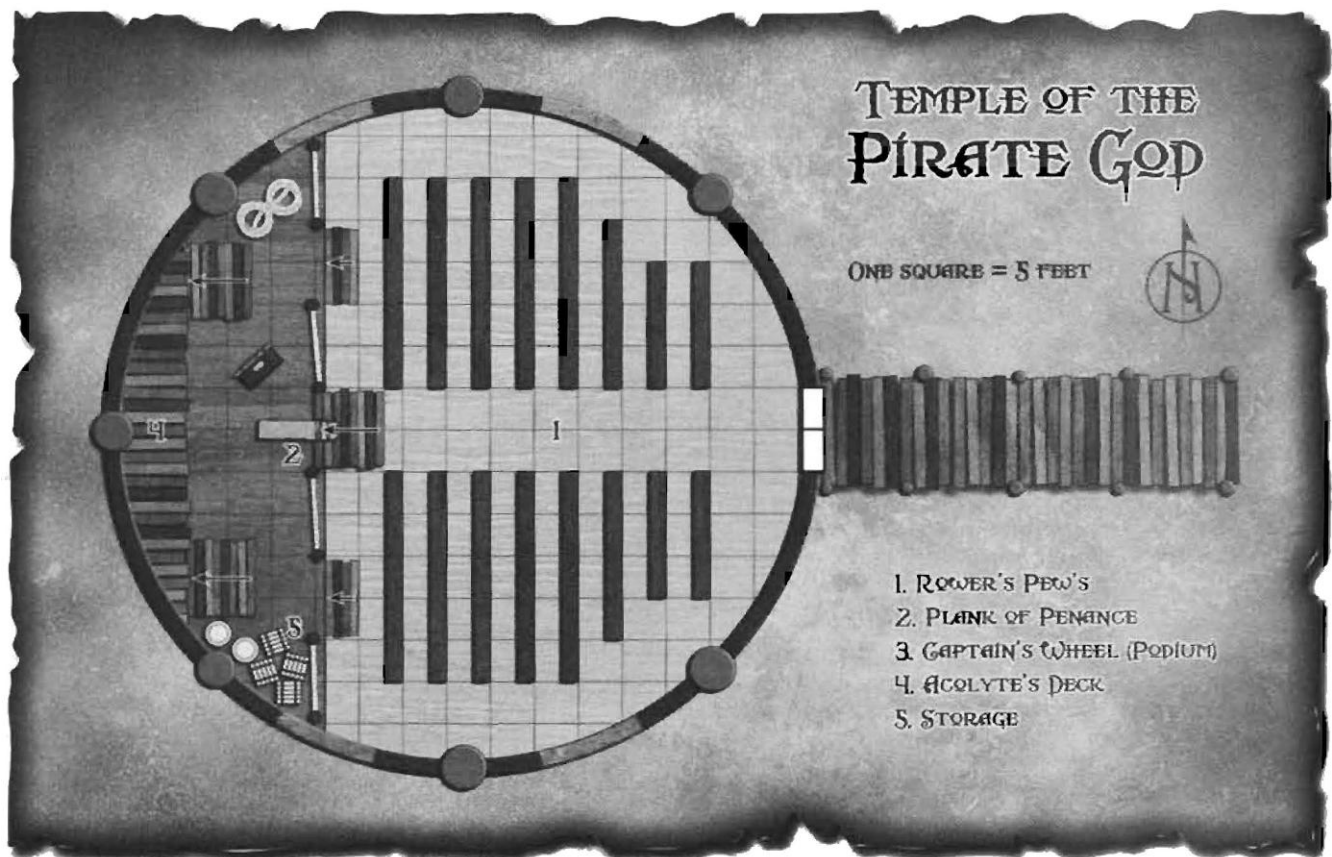 TEMPLE OF THE
PIRATE GOD
ONE SQUARE = 5 FEET
N
4
2
1
5
1. ROWER'S PEW'S
2. PLANK OF PENANCE
3. CAPTAIN'S WHEEL (PODIUM)
4. ACOLYTE'S DECK
5. STORAGE